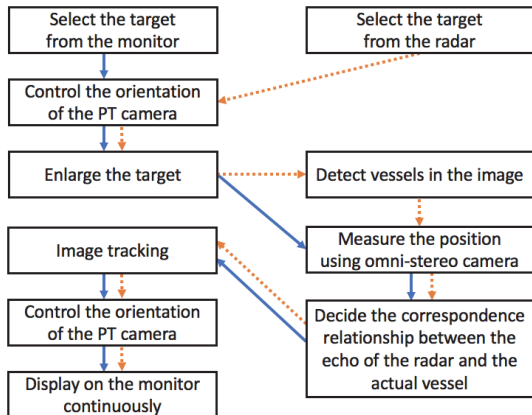 Select the target
from the monitor
Select the target
from the radar
Control the orientation
of the PT camera
Enlarge the target
Detect vessels in the image
Measure the position
using omni-stereo camera
Image tracking
Control the orientation
of the PT camera
Decide the correspondence
relationship between the
echo of the radar and the
actual vessel
Display on the monitor
continuously